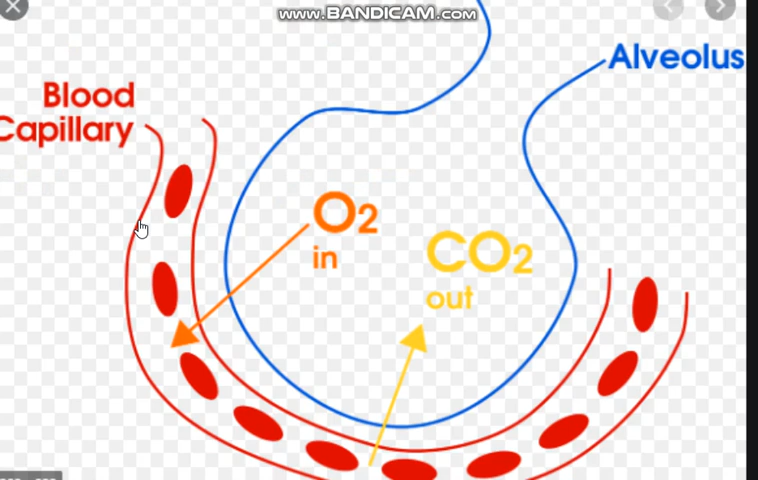 www.BANDICAM.com
Alveolus
Blood
Capillary
O2
in
CO2
out